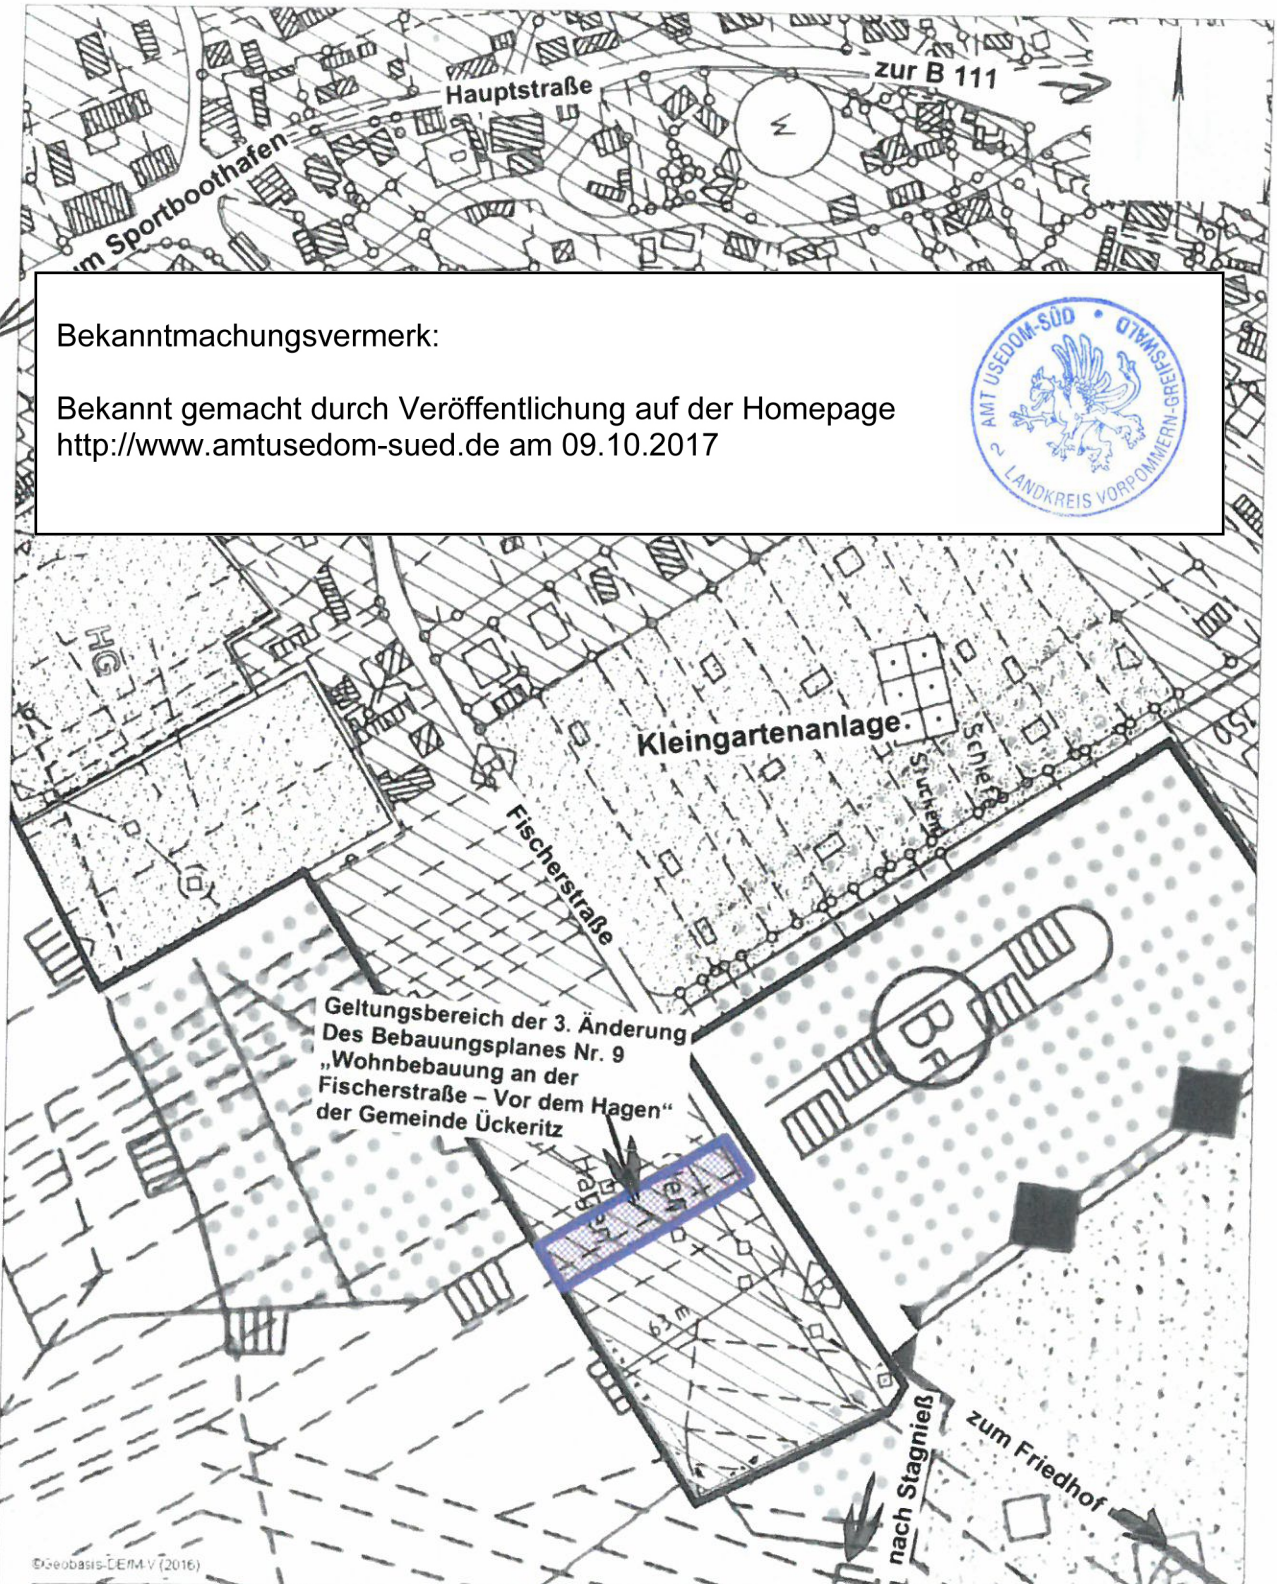 zur B 111
Hauptstraße
m Sportboothafen
M
Bekanntmachungsvermerk:
Bekannt gemacht durch Veröffentlichung auf der Homepage
http://www.amtusedom-sued.de am 09.10.2017
AMT USEDOM-SÜD
LANDKREIS VORPOMMERN-GREIFSWALD
2
HG
Kleingartenanlage
Fischerstraße
Geltungsbereich der 3. Änderung
Des Bebauungsplanes Nr. 9
„Wohnbebauung an der
Fischerstraße – Vor dem Hagen“
der Gemeinde Ückeritz
63 m
nach Stagnieß
zum Friedhof
©Geobasis-DE/M-V (2016)